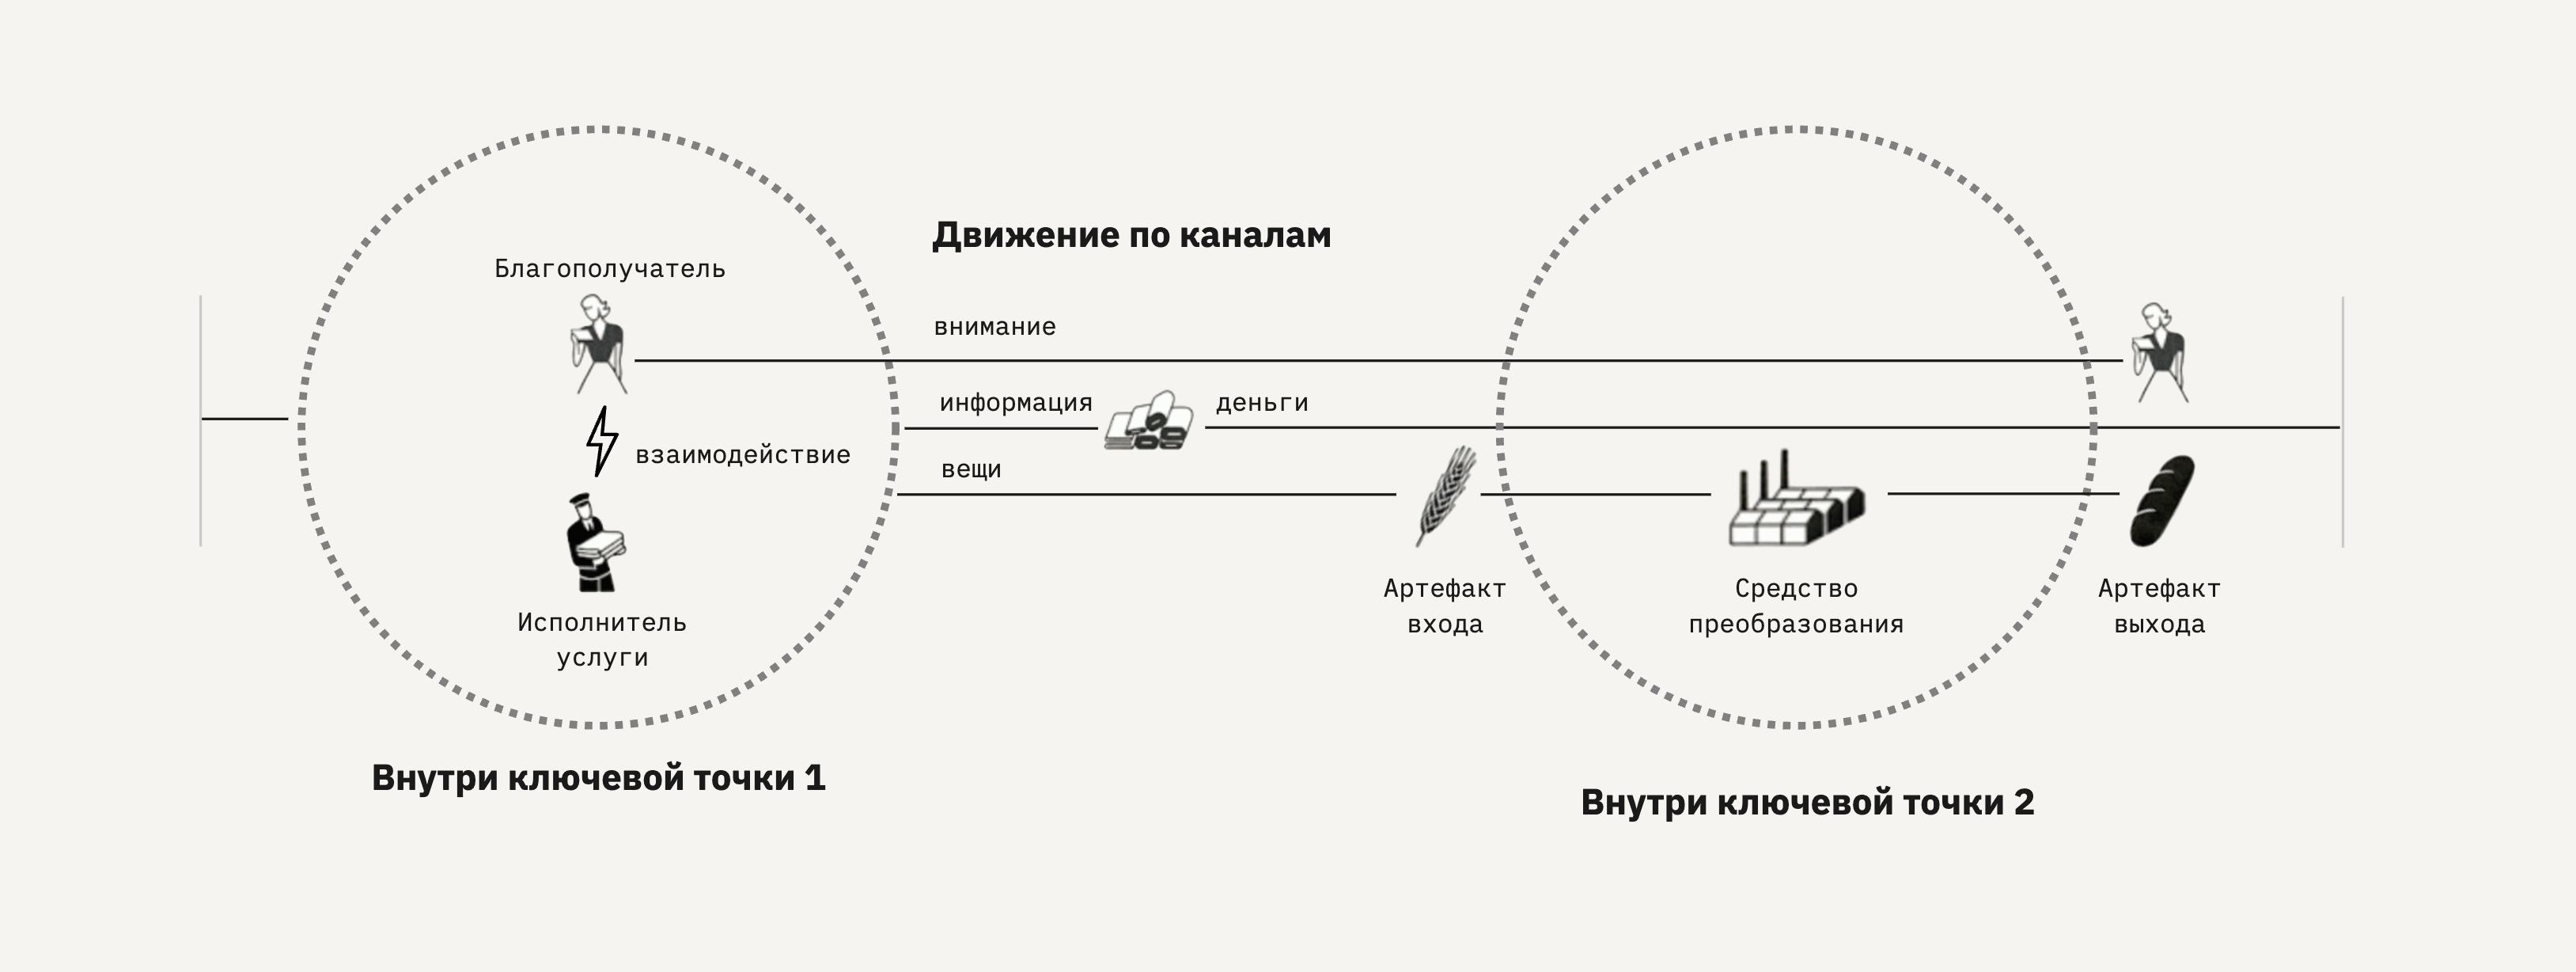 Движение по каналам
Благополучатель
внимание
информация
деньги
взаимодействие
вещи
Артефакт
входа
Средство
преобразования
Артефакт
выхода
Исполнитель
услуги
Внутри ключевой точки 1
Внутри ключевой точки 2